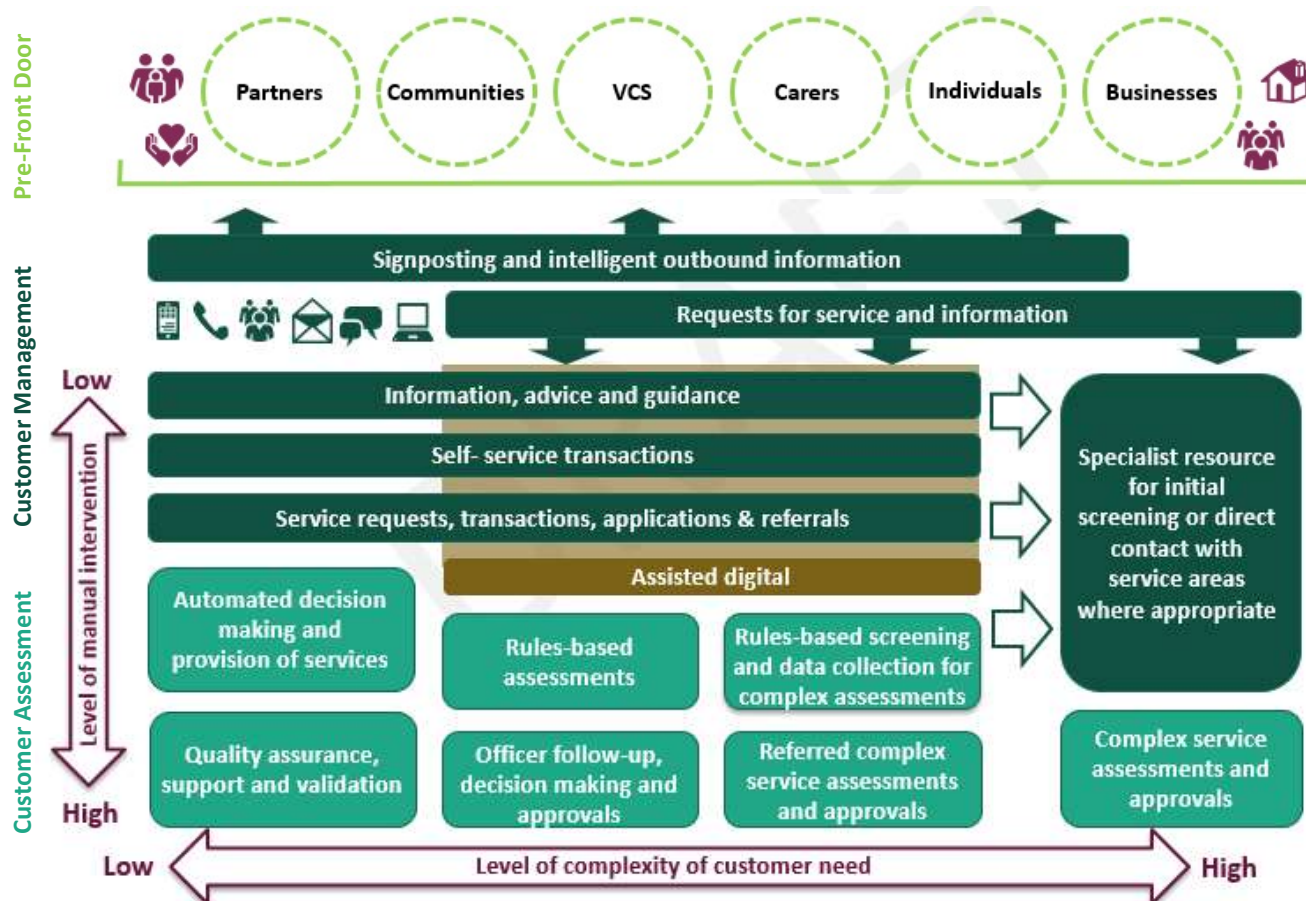 Pre-Front Door
Partners
Communities
VCS
Carers
Individuals
Businesses
Customer Management
Signposting and intelligent outbound information
Requests for service and information
Low
Level of manual intervention
High
Information, advice and guidance
Self- service transactions
Service requests, transactions, applications & referrals
Assisted digital
Specialist resource
for initial
screening or direct
contact with
service areas
where appropriate
Customer Assessment
Automated decision
making and
provision of services
Rules-based
assessments
Rules-based screening
and data collection for
complex assessments
Quality assurance,
support and validation
Officer follow-up,
decision making and
approvals
Referred complex
service assessments
and approvals
Complex service
assessments and
approvals
Low
Level of complexity of customer need
High
DRAFT